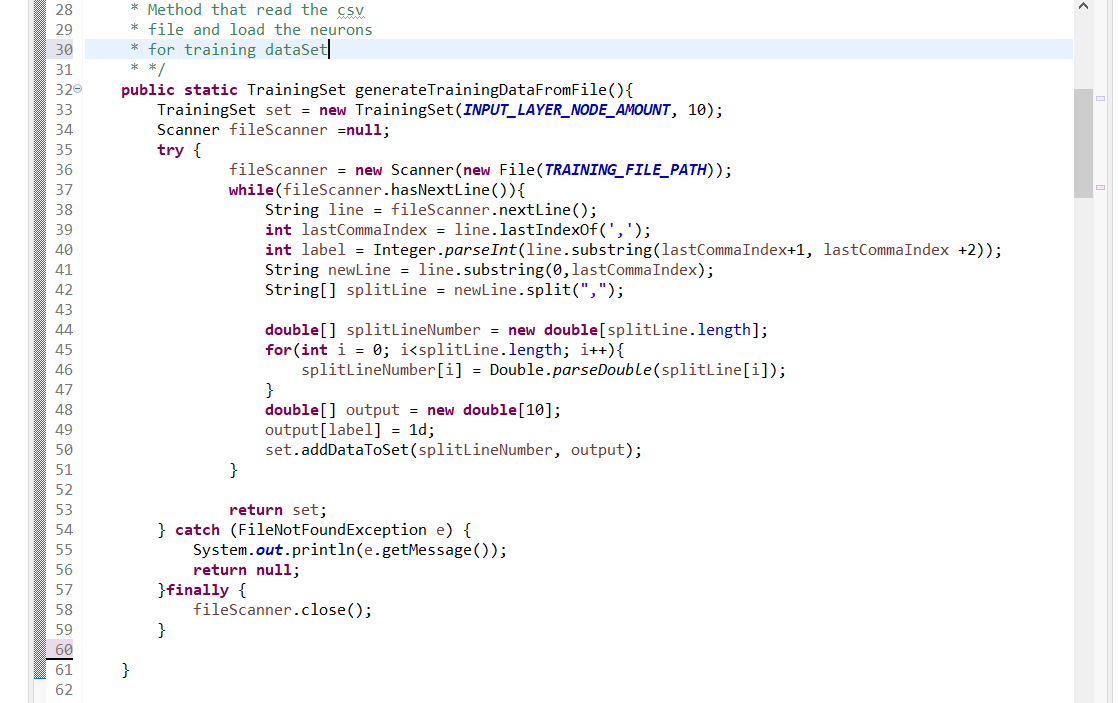 28 * Method that read the csv
29 * file and load the neurons
30 * for training dataSet
31 * */
32 public static TrainingSet generateTrainingDataFromFile(){
33 TrainingSet set = new TrainingSet(INPUT_LAYER_NODE_AMOUNT, 10);
34 Scanner fileScanner =null;
35 try {
36 fileScanner = new Scanner(new File(TRAINING_FILE_PATH));
37 while(fileScanner.hasNextLine()){
38 String line = fileScanner.nextLine();
39 int lastCommaIndex = line.lastIndexOf(',');
40 int label = Integer.parseInt(line.substring(lastCommaIndex+1, lastCommaIndex +2));
41 String newLine = line.substring(0,lastCommaIndex);
42 String[] splitLine = newLine.split(",");
43
44 double[] splitLineNumber = new double[splitLine.length];
45 for(int i = 0; i<splitLine.length; i++){
46 splitLineNumber[i] = Double.parseDouble(splitLine[i]);
47 }
48 double[] output = new double[10];
49 output[label] = 1d;
50 set.addDataToSet(splitLineNumber, output);
51 }
52
53 return set;
54 } catch (FileNotFoundException e) {
55 System.out.println(e.getMessage());
56 return null;
57 }finally {
58 fileScanner.close();
59 }
60
61 }
62